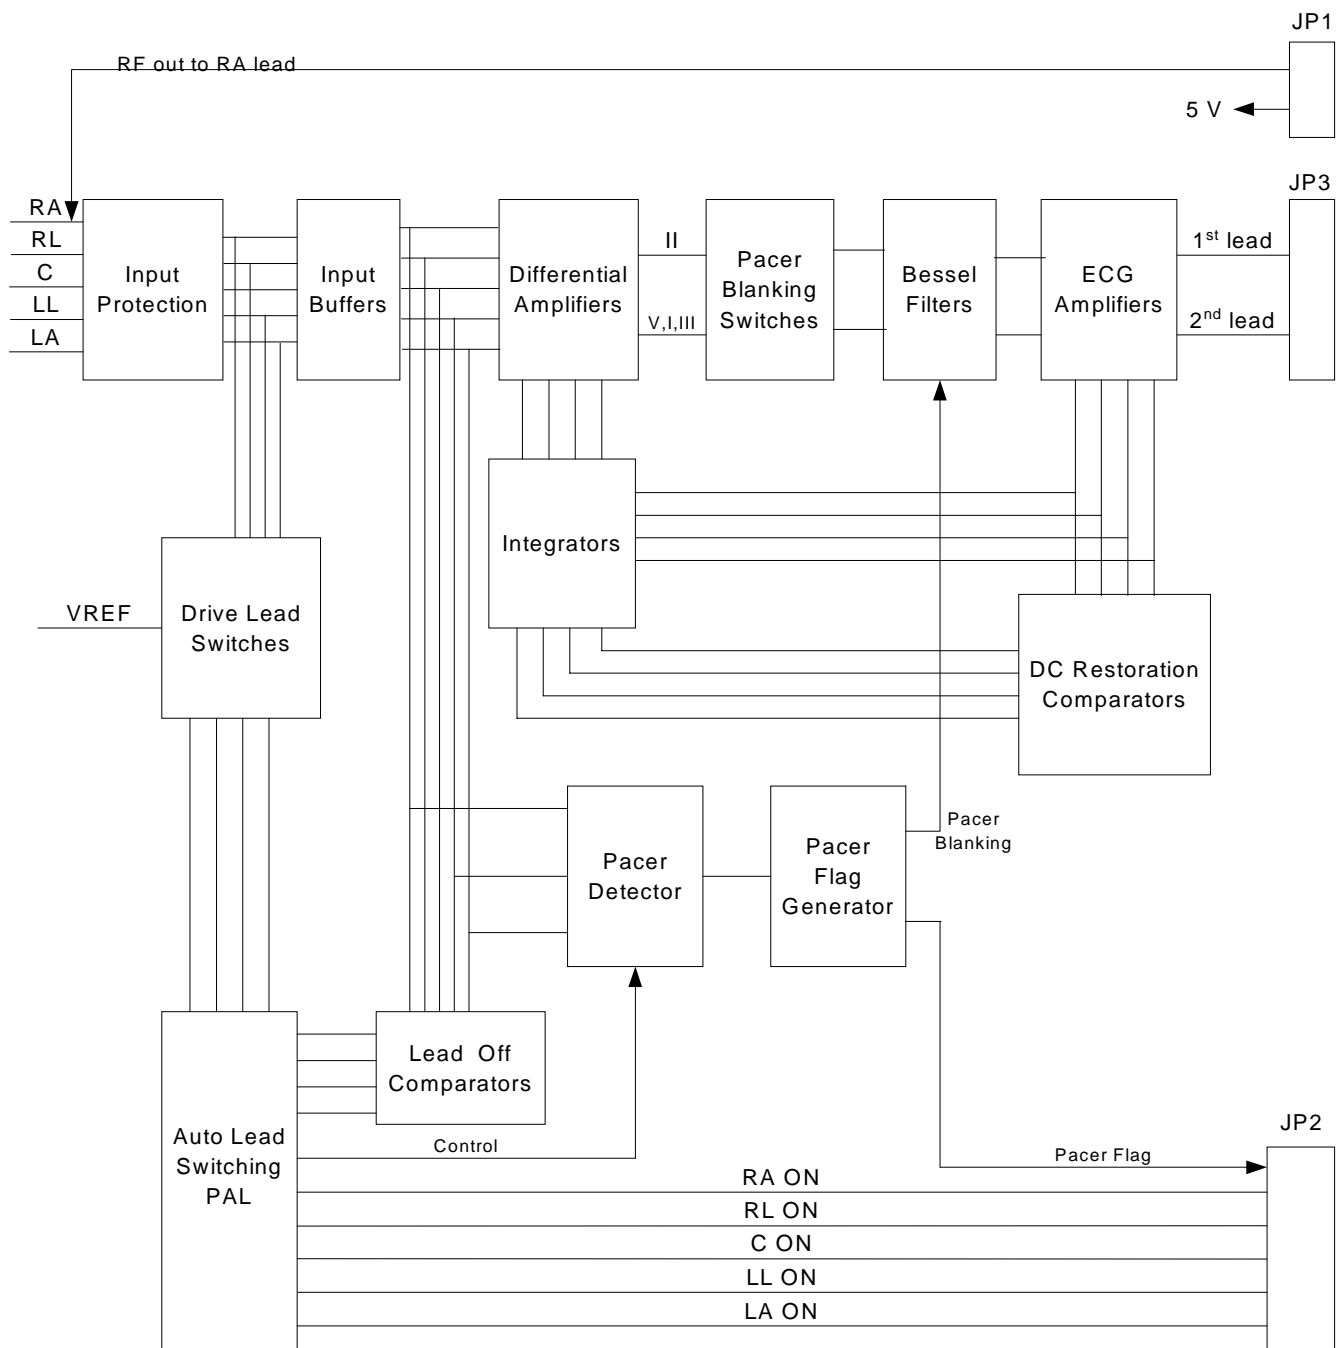 JP1
RF out to RA lead
5 V
JP3
RA
RL
C
LL
LA
Input
Protection
Input
Buffers
Differential
Amplifiers
II
V,I,III
Pacer
Blanking
Switches
Bessel
Filters
ECG
Amplifiers
1st lead
2nd lead
Integrators
VREF
Drive Lead
Switches
DC Restoration
Comparators
Pacer
Detector
Pacer
Flag
Generator
Pacer
Blanking
Lead Off
Comparators
Auto Lead
Switching
PAL
Control
Pacer Flag
JP2
RA ON
RL ON
C ON
LL ON
LA ON